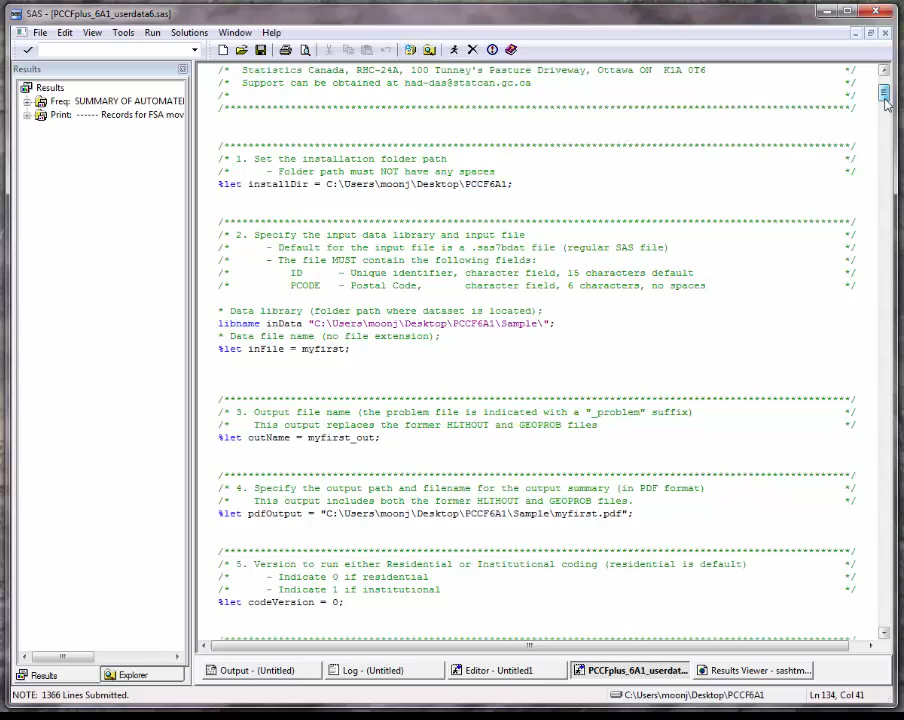 SAS - [PCCFplus_6A1_userdata6.sas]
File Edit View Tools Run Solutions Window Help
Results
Results
Freq: SUMMARY OF AUTOMATEI
Print: ------ Records for FSA mov
/* Statistics Canada, RHC-24A, 100 Tunney's Pasture Driveway, Ottawa ON K1A 0T6 */
/* Support can be obtained at had-das@statcan.gc.ca */
/* */
/******************************************************************************************************/
/******************************************************************************************************/
/* 1. Set the installation folder path */
/* - Folder path must NOT have any spaces */
%let installDir = C:\Users\moonj\Desktop\PCCF6A1;
/******************************************************************************************************/
/* 2. Specify the input data library and input file */
/* - Default for the input file is a .sas7bdat file (regular SAS file) */
/* - The file MUST contain the following fields: */
/* ID - Unique identifier, character field, 15 characters default */
/* PCODE - Postal Code, character field, 6 characters, no spaces */
* Data library (folder path where dataset is located);
libname inData "C:\Users\moonj\Desktop\PCCF6A1\Sample\";
* Data file name (no file extension);
%let inFile = myfirst;
/******************************************************************************************************/
/* 3. Output file name (the problem file is indicated with a "_problem" suffix) */
/* This output replaces the former HLTHOUT and GEOPROB files */
%let outName = myfirst_out;
/******************************************************************************************************/
/* 4. Specify the output path and filename for the output summary (in PDF format) */
/* This output includes both the former HLTHOUT and GEOPROB files. */
%let pdfOutput = "C:\Users\moonj\Desktop\PCCF6A1\Sample\myfirst.pdf";
/******************************************************************************************************/
/* 5. Version to run either Residential or Institutional coding (residential is default) */
/* - Indicate 0 if residential */
/* - Indicate 1 if institutional */
%let codeVersion = 0;
Results Explorer
Output - (Untitled) Log - (Untitled) Editor - Untitled1 PCCFplus_6A1_userdat... Results Viewer - sashtm...
NOTE: 1366 Lines Submitted. C:\Users\moonj\Desktop\PCCF6A1 Ln 134, Col 41